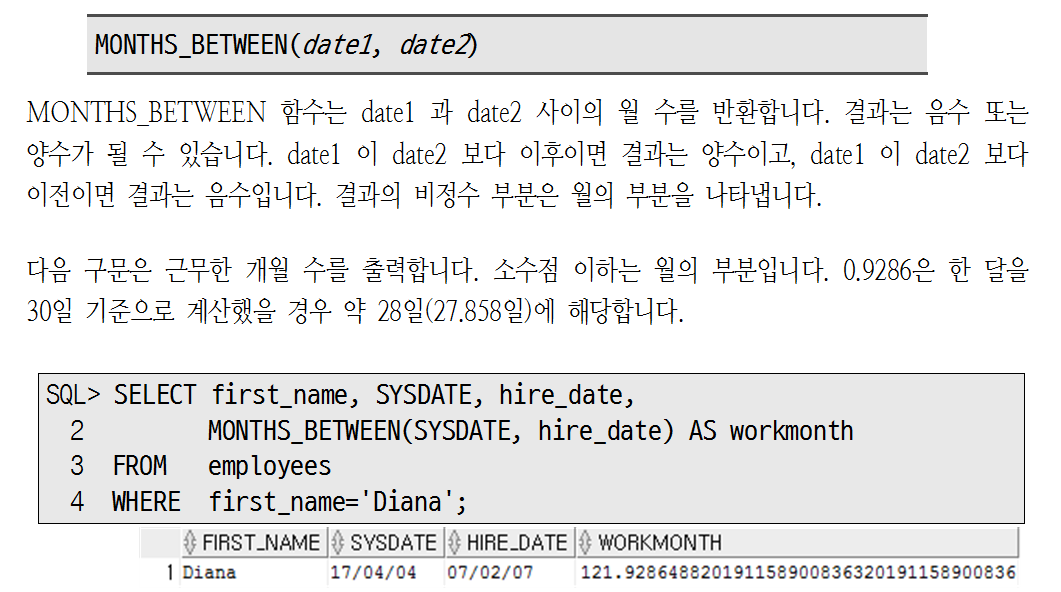 MONTHS_BETWEEN(date1, date2)
MONTHS_BETWEEN 함수는 date1 과 date2 사이의 월 수를 반환합니다. 결과는 음수 또는
양수가 될 수 있습니다. date1 이 date2 보다 이후이면 결과는 양수이고, date1 이 date2 보다
이전이면 결과는 음수입니다. 결과의 비정수 부분은 월의 부분을 나타냅니다.
다음 구문은 근무한 개월 수를 출력합니다. 소수점 이하는 월의 부분입니다. 0.9286은 한 달을
30일 기준으로 계산했을 경우 약 28일(27.858일)에 해당합니다.
SQL> SELECT first_name, SYSDATE, hire_date,
2 MONTHS_BETWEEN(SYSDATE, hire_date) AS workmonth
3 FROM employees
4 WHERE first_name='Diana';
FIRST_NAME SYSDATE HIRE_DATE WORKMONTH
1 Diana 17/04/04 07/02/07 121.928648820191158900836320191158900836